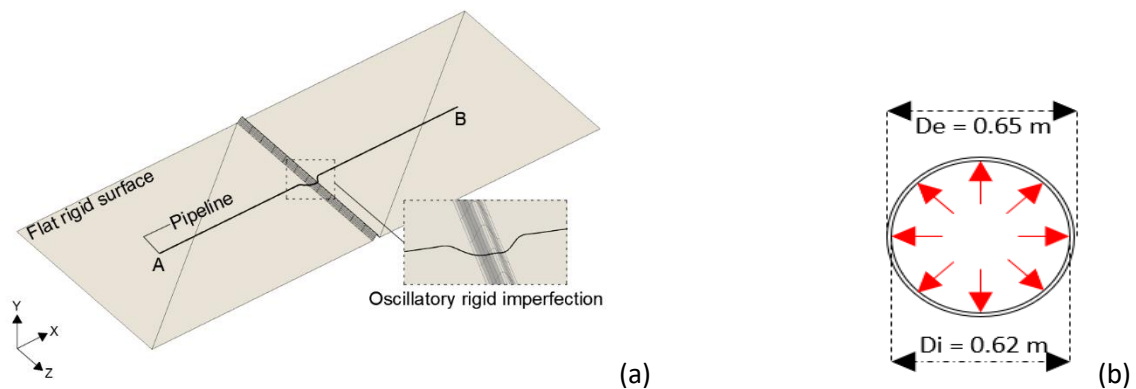 Flat rigid surface
Pipeline
A
B
Oscillatory rigid imperfection
Y
X
Z
(a)
De = 0.65 m
Di = 0.62 m
(b)